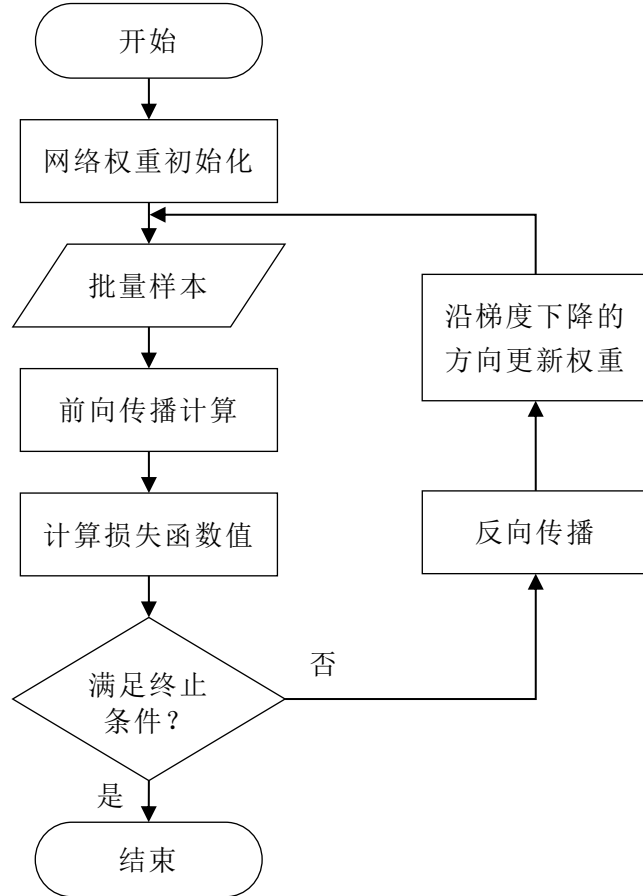 开始
网络权重初始化
批量样本
前向传播计算
计算损失函数值
满足终止
条件？
否
是
结束
反向传播
沿梯度下降的
方向更新权重